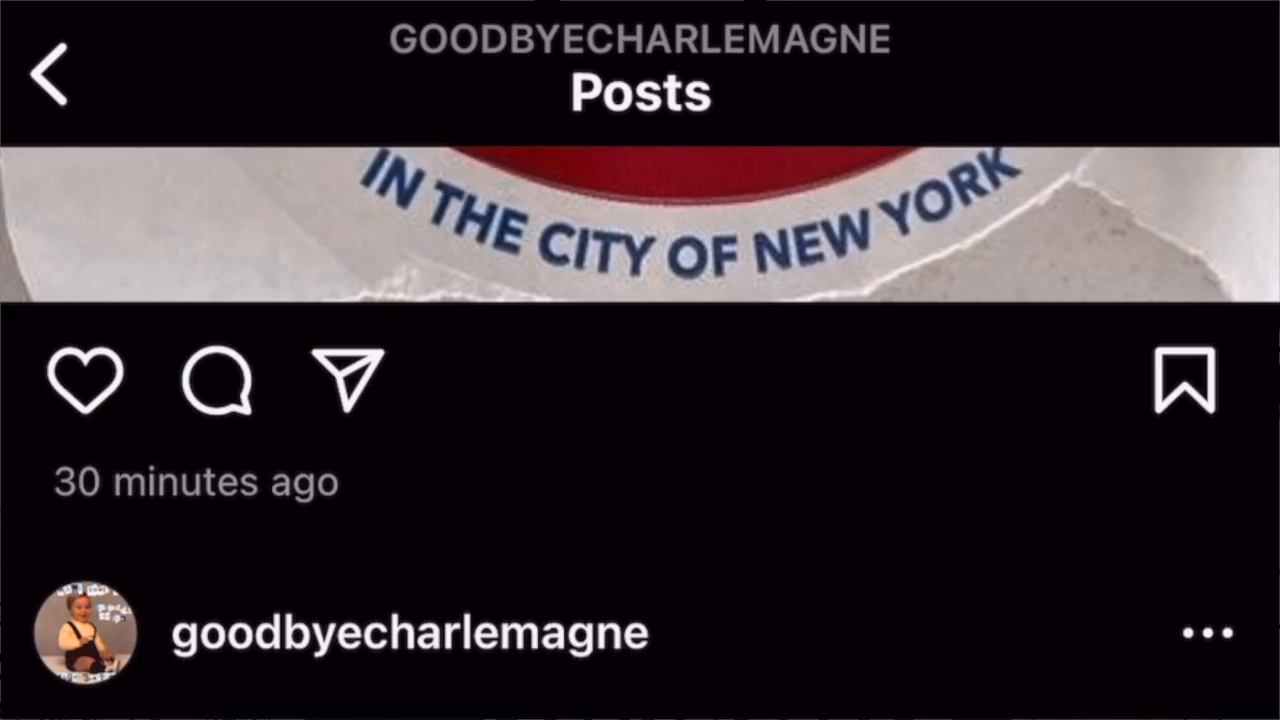 GOODBYECHARLEMAGNE
Posts
IN THE CITY OF NEW YORK
30 minutes ago
goodbyecharlemagne